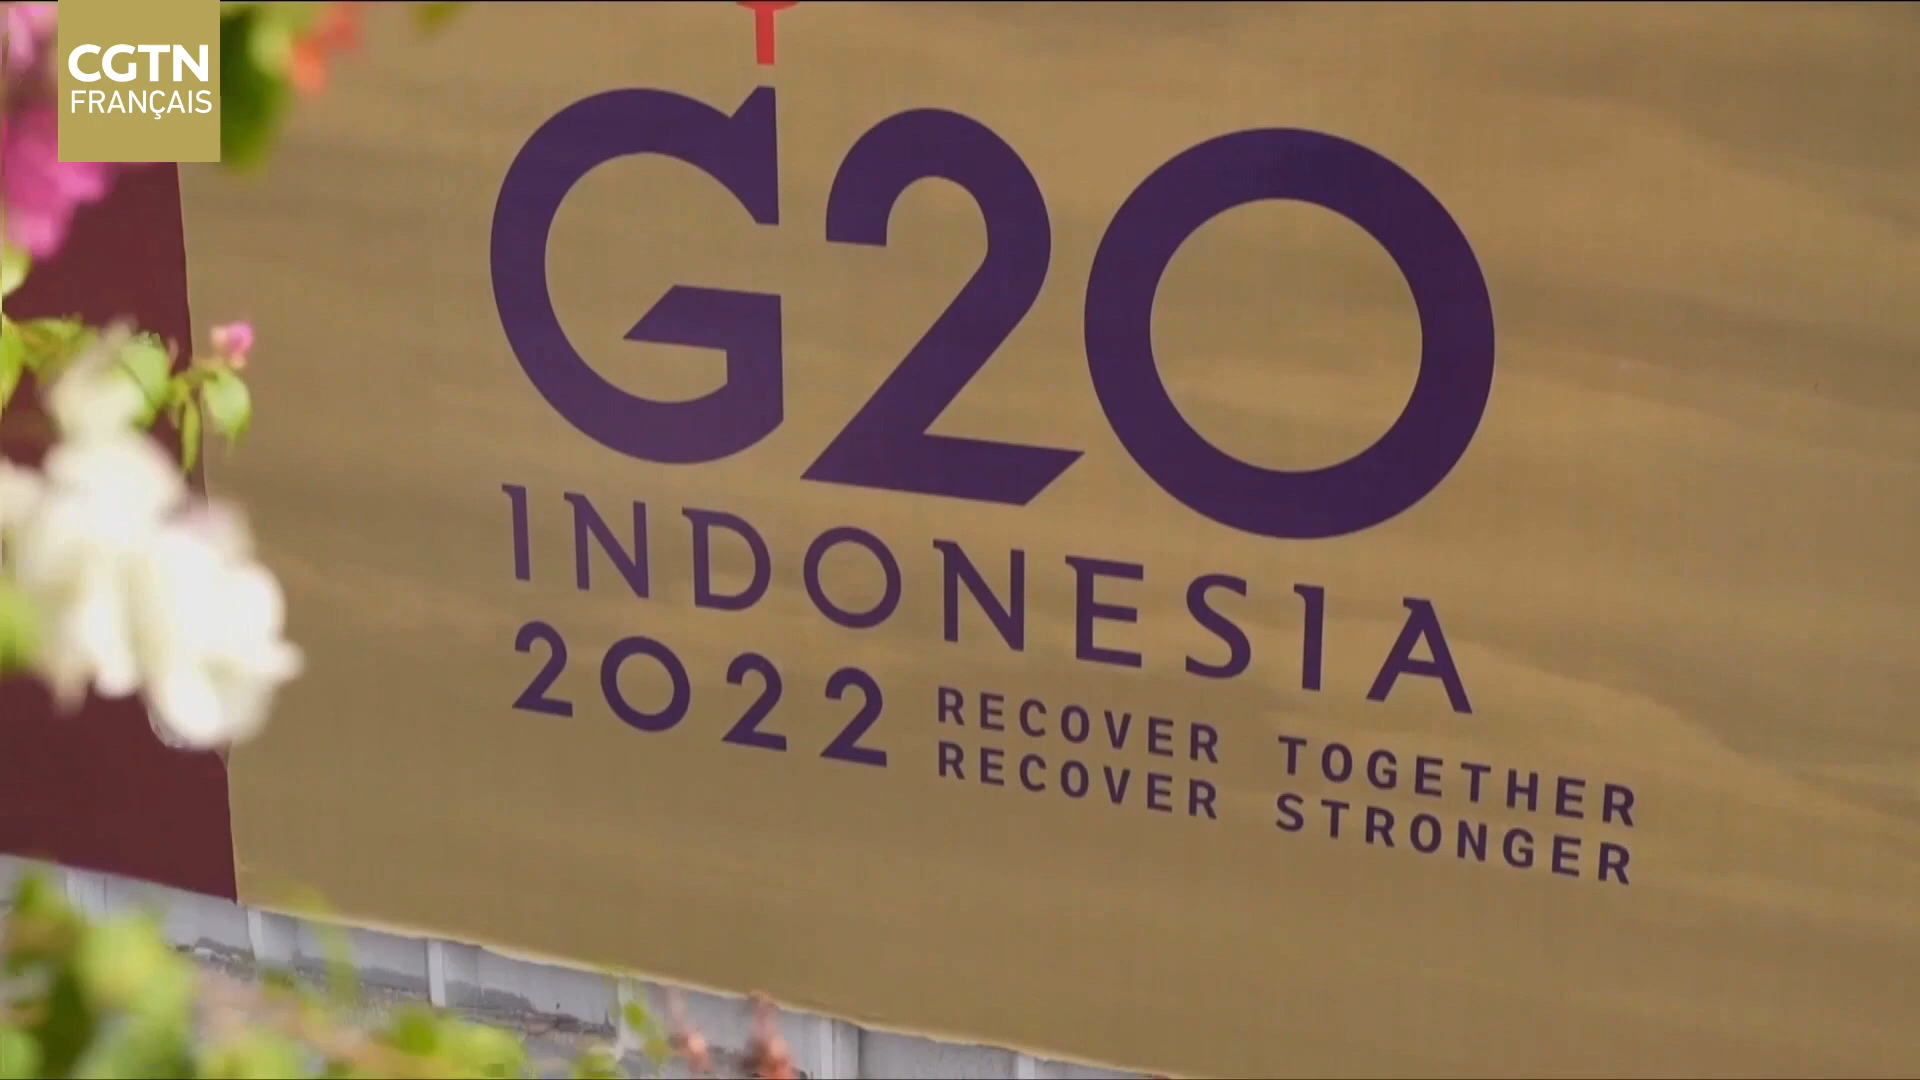 CGTN
FRANÇAIS
G20
INDONESIA
2022
RECOVER TOGETHER
RECOVER STRONGER